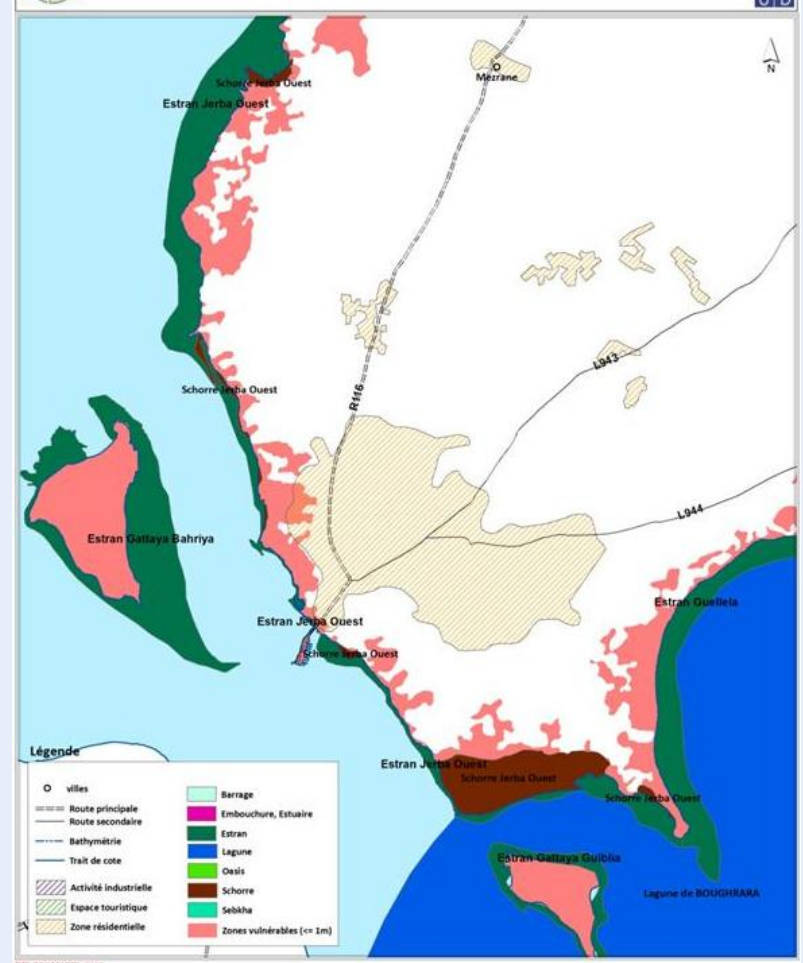 N
Mezrane
Schorre Jerba Ouest
Estran Jerba Ouest
L943
Schorre Jerba Ouest
R116
L944
Estran Gattaya Bahriya
Estran Guellela
Estran Jerba Ouest
Schorre Jerba Ouest
Estran Jerba Ouest
Schorre Jerba Ouest
Schorre Jerba Ouest
Estran Gattaya Guiblia
Lagune de BOUGHRARA
Légende
villes
Route principale
Route secondaire
Bathymétrie
Trait de cote
Activité industrielle
Espace touristique
Zone résidentielle
Barrage
Embouchure, Estuaire
Estran
Lagune
Oasis
Schorre
Sebkha
Zones vulnérables (<= 1m)